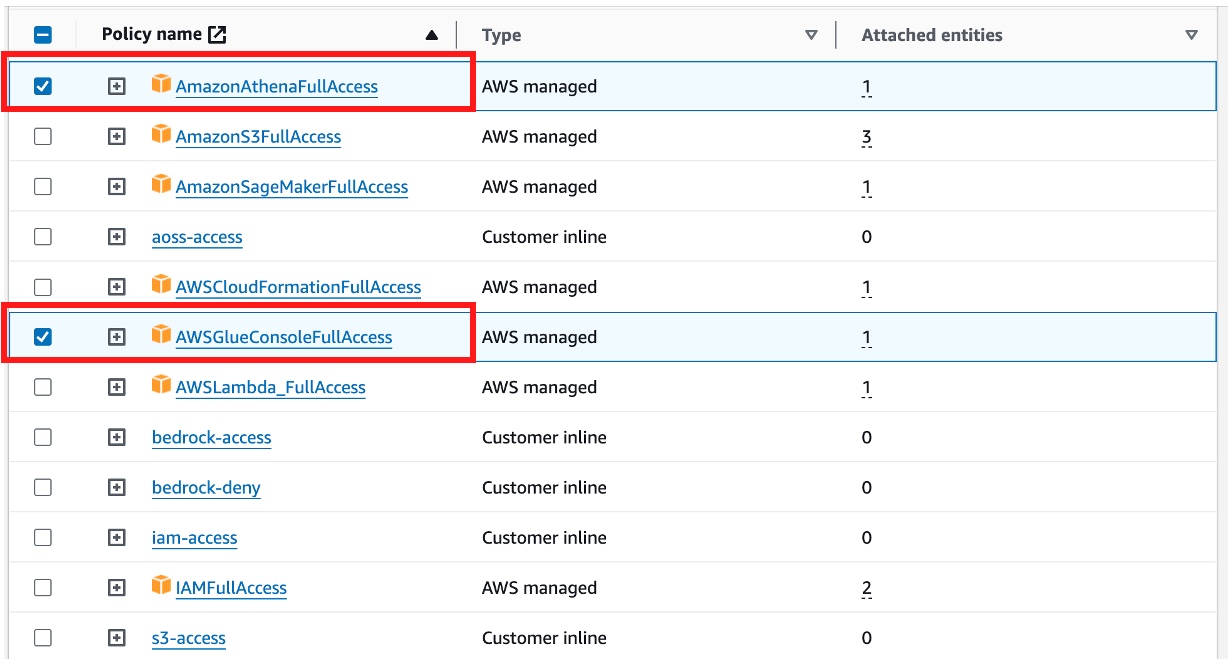 Policy name Type Attached entities
AmazonAthenaFullAccess AWS managed 1
AmazonS3FullAccess AWS managed 3
AmazonSageMakerFullAccess AWS managed 1
aoss-access Customer inline 0
AWSCloudFormationFullAccess AWS managed 1
AWSGlueConsoleFullAccess AWS managed 1
AWSLambda_FullAccess AWS managed 1
bedrock-access Customer inline 0
bedrock-deny Customer inline 0
iam-access Customer inline 0
IAMFullAccess AWS managed 2
s3-access Customer inline 0